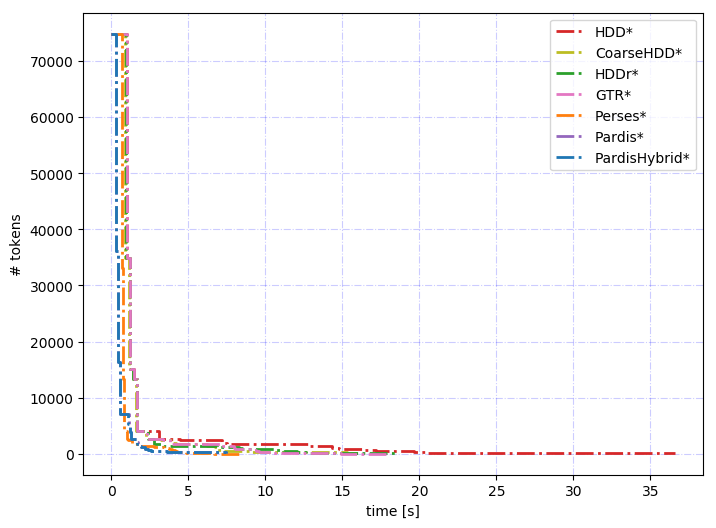 # tokens
70000
60000
50000
40000
30000
20000
10000
0
0 5 10 15 20 25 30 35
time [s]
HDD*
CoarseHDD*
HDDr*
GTR*
Perses*
Pardis*
PardisHybrid*